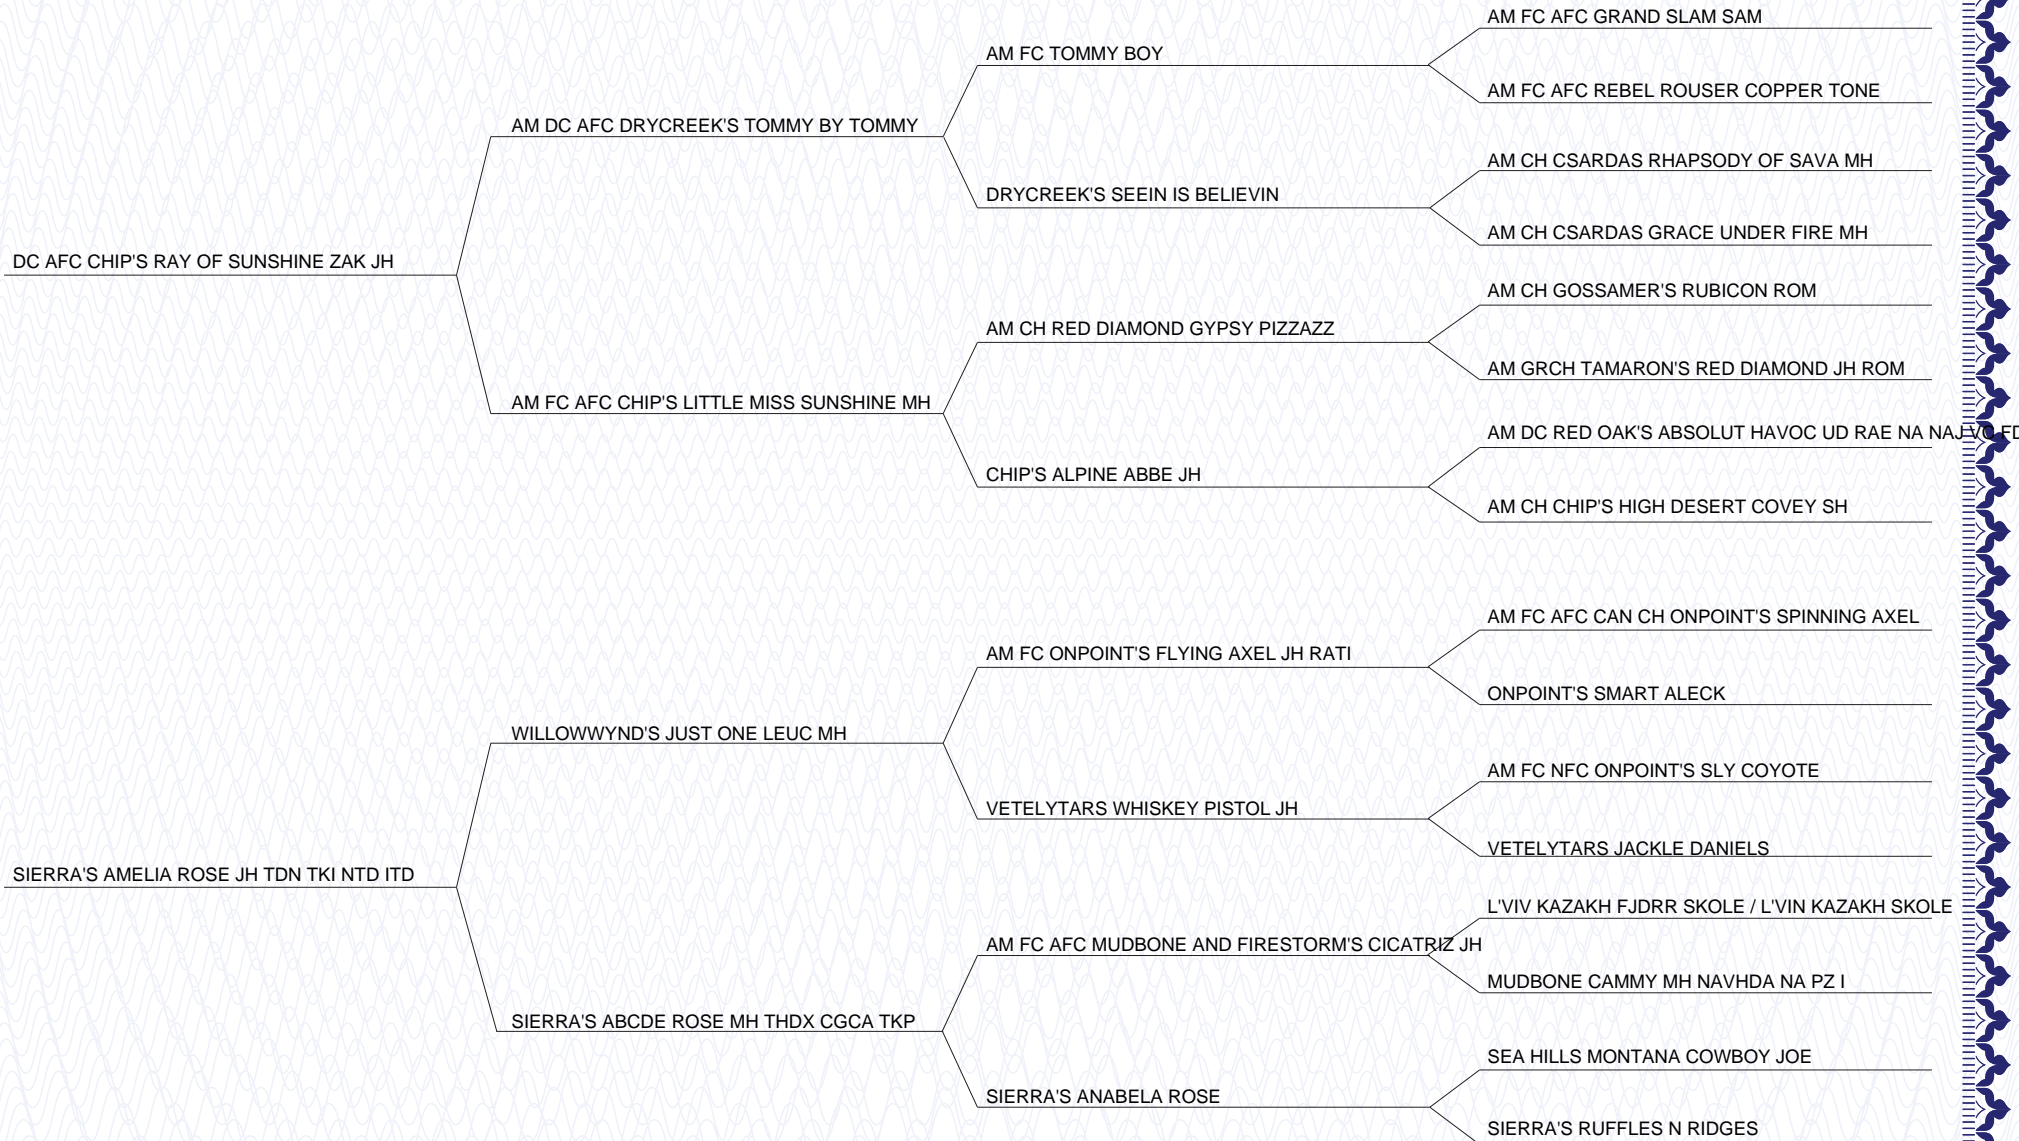 AM FC AFC GRAND SLAM SAM
AM FC TOMMY BOY
AM FC AFC REBEL ROUSER COPPER TONE
AM DC AFC DRYCREEK'S TOMMY BY TOMMY
AM CH CSARDAS RHAPSODY OF SAVA MH
DRYCREEK'S SEEIN IS BELIEVIN
AM CH CSARDAS GRACE UNDER FIRE MH
DC AFC CHIP'S RAY OF SUNSHINE ZAK JH
AM CH GOSSAMER'S RUBICON ROM
AM CH RED DIAMOND GYPSY PIZZAZZ
AM GRCH TAMARON'S RED DIAMOND JH ROM
AM FC AFC CHIP'S LITTLE MISS SUNSHINE MH
AM DC RED OAK'S ABSOLUT HAVOC UD RAE NA NAJ VC FD
CHIP'S ALPINE ABBE JH
AM CH CHIP'S HIGH DESERT COVEY SH
AM FC AFC CAN CH ONPOINT'S SPINNING AXEL
AM FC ONPOINT'S FLYING AXEL JH RATI
ONPOINT'S SMART ALECK
WILLOWWYND'S JUST ONE LEUC MH
AM FC NFC ONPOINT'S SLY COYOTE
VETELYTARS WHISKEY PISTOL JH
VETELYTARS JACKLE DANIELS
SIERRA'S AMELIA ROSE JH TDN TKI NTD ITD
L'VIV KAZAKH FJDRR SKOLE / L'VIN KAZAKH SKOLE
AM FC AFC MUDBONE AND FIRESTORM'S CICATRIZ JH
MUDBONE CAMMY MH NAVHDA NA PZ I
SIERRA'S ABCDE ROSE MH THDX CGCA TKP
SEA HILLS MONTANA COWBOY JOE
SIERRA'S ANABELA ROSE
SIERRA'S RUFFLES N RIDGES